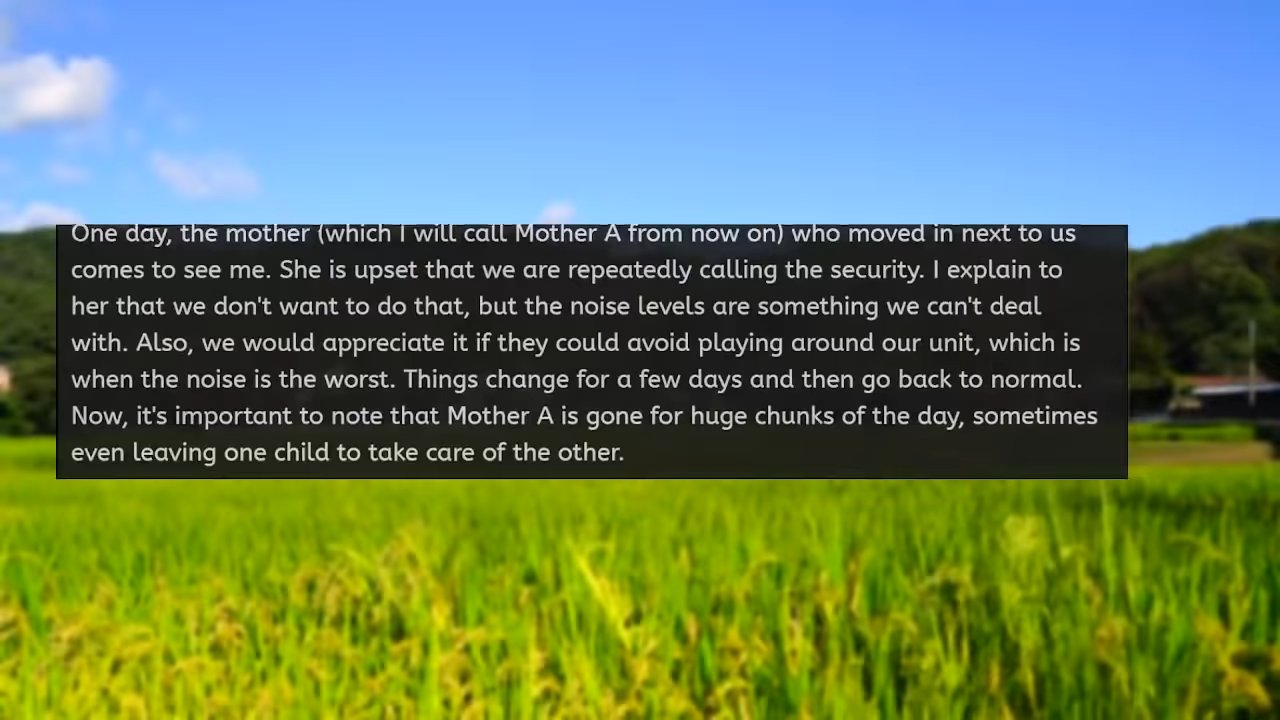 One day, the mother (which I will call Mother A from now on) who moved in next to us
comes to see me. She is upset that we are repeatedly calling the security. I explain to
her that we don't want to do that, but the noise levels are something we can't deal
with. Also, we would appreciate it if they could avoid playing around our unit, which is
when the noise is the worst. Things change for a few days and then go back to normal.
Now, it's important to note that Mother A is gone for huge chunks of the day, sometimes
even leaving one child to take care of the other.